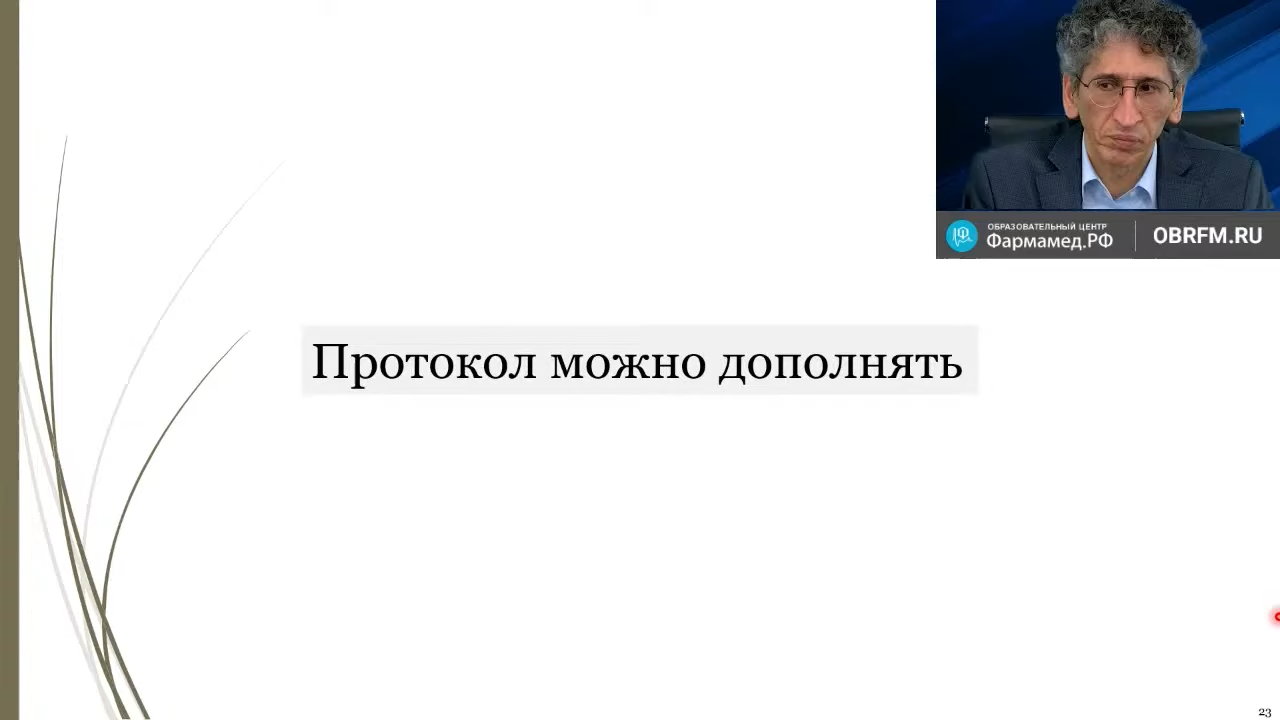 ОБРАЗОВАТЕЛЬНЫЙ ЦЕНТР
Фармамед.РФ
OBRFM.RU
Протокол можно дополнять
23